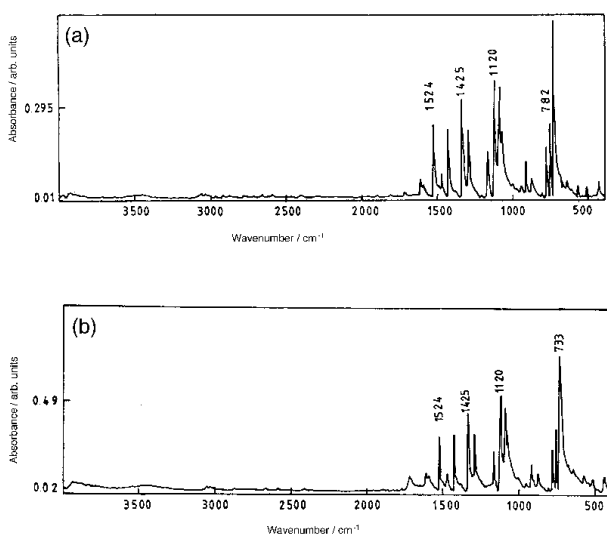 (a)
Absorbance / arb. units
0.295
0.01
1524
1425
1120
782
3500 3000 2500 2000 1500 1000 500
Wavenumber / cm⁻¹
(b)
Absorbance / arb. units
0.49
0.02
1524
1425
1120
733
3500 3000 2500 2000 1500 1000 500
Wavenumber / cm⁻¹